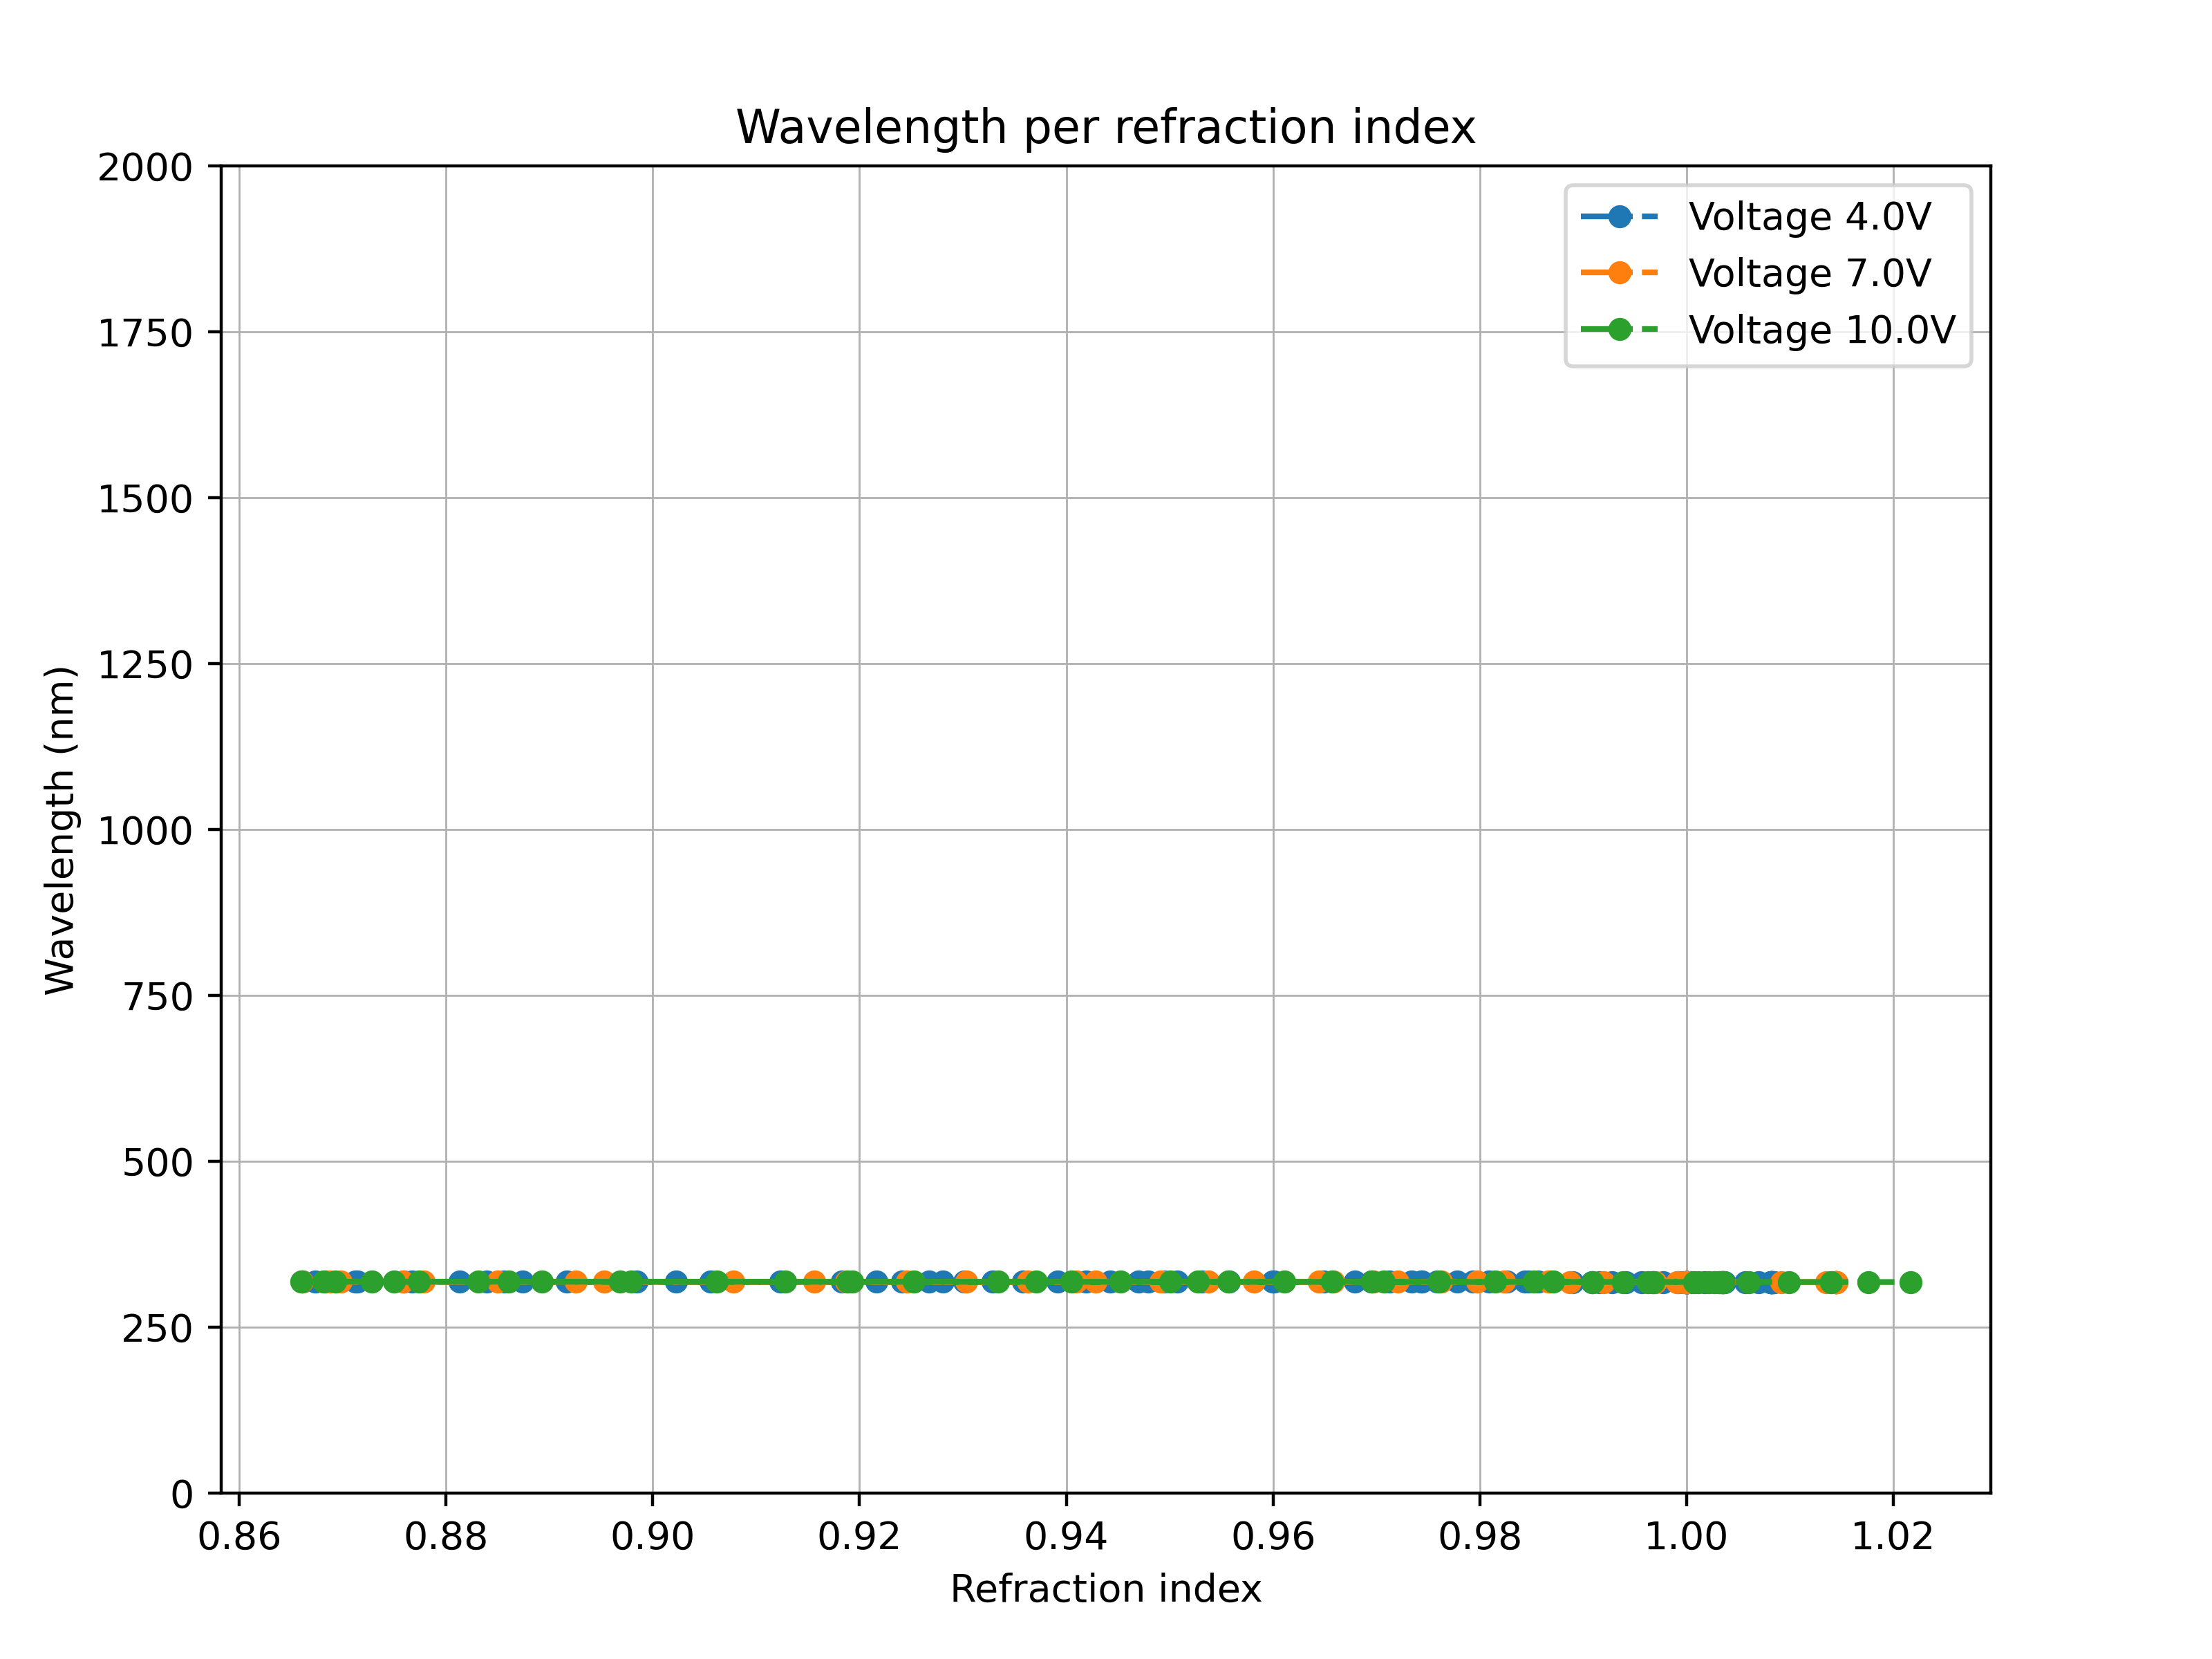 Wavelength per refraction index
2000
1750
1500
1250
1000
750
500
250
0
Wavelength (nm)
Voltage 4.0V
Voltage 7.0V
Voltage 10.0V
0.86 0.88 0.90 0.92 0.94 0.96 0.98 1.00 1.02
Refraction index